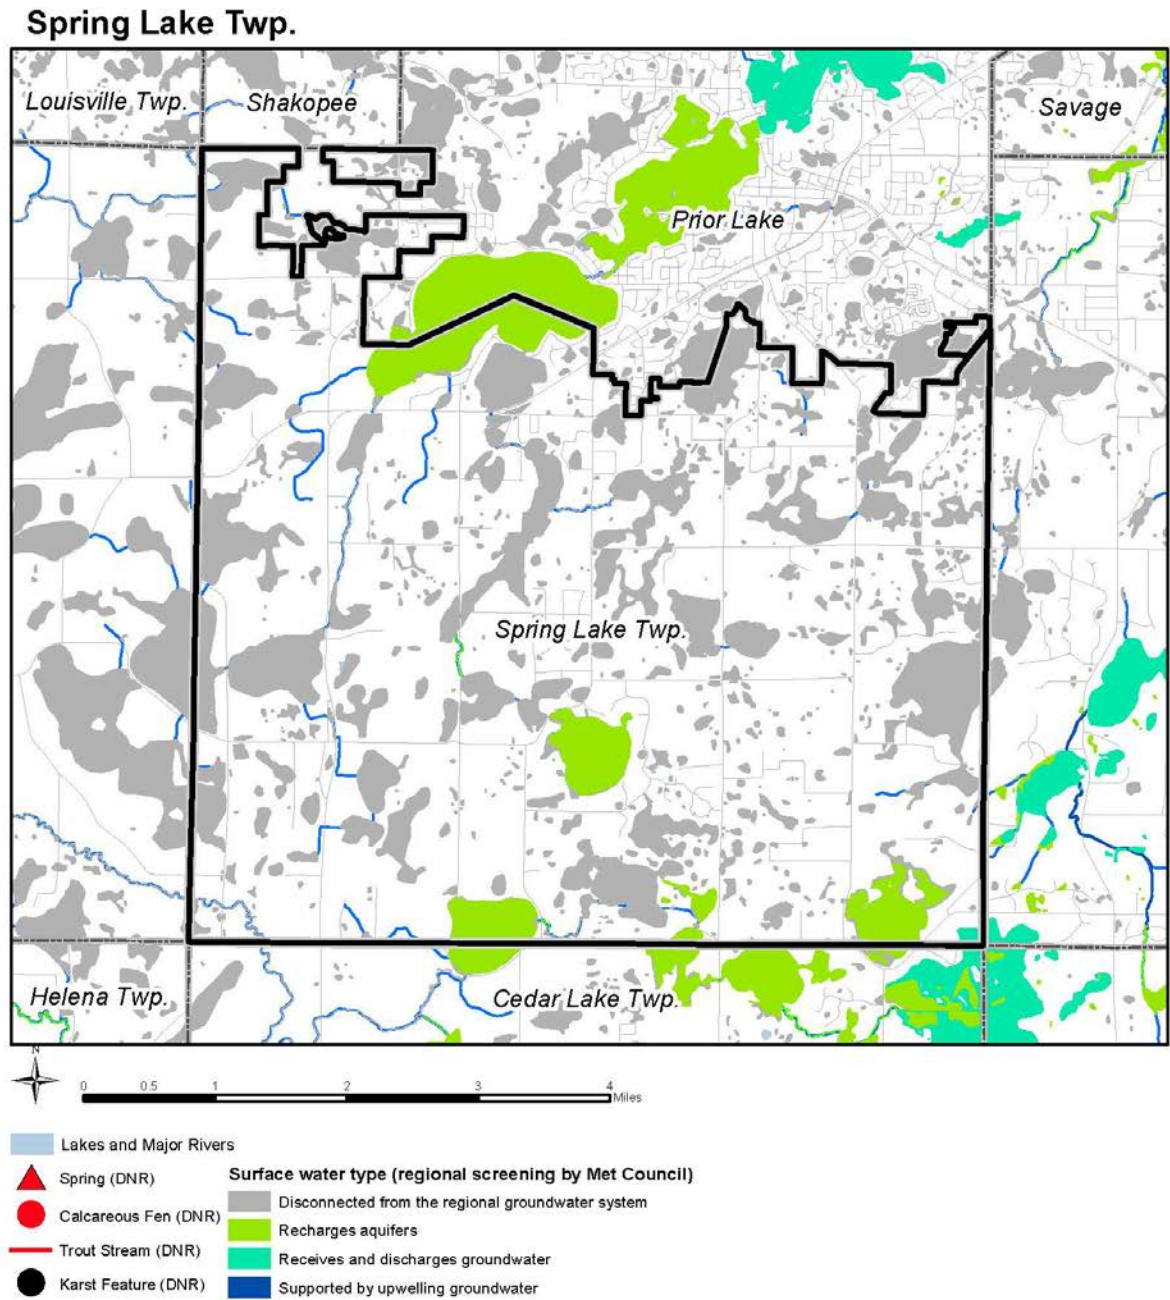 Spring Lake Twp.
Louisville Twp.
Shakopee
Savage
Prior Lake
Spring Lake Twp.
Helena Twp.
Cedar Lake Twp.
N
0 0.5 1 2 3 4 Miles
Lakes and Major Rivers
Spring (DNR)
Calcareous Fen (DNR)
Trout Stream (DNR)
Karst Feature (DNR)
Surface water type (regional screening by Met Council)
Disconnected from the regional groundwater system
Recharges aquifers
Receives and discharges groundwater
Supported by upwelling groundwater